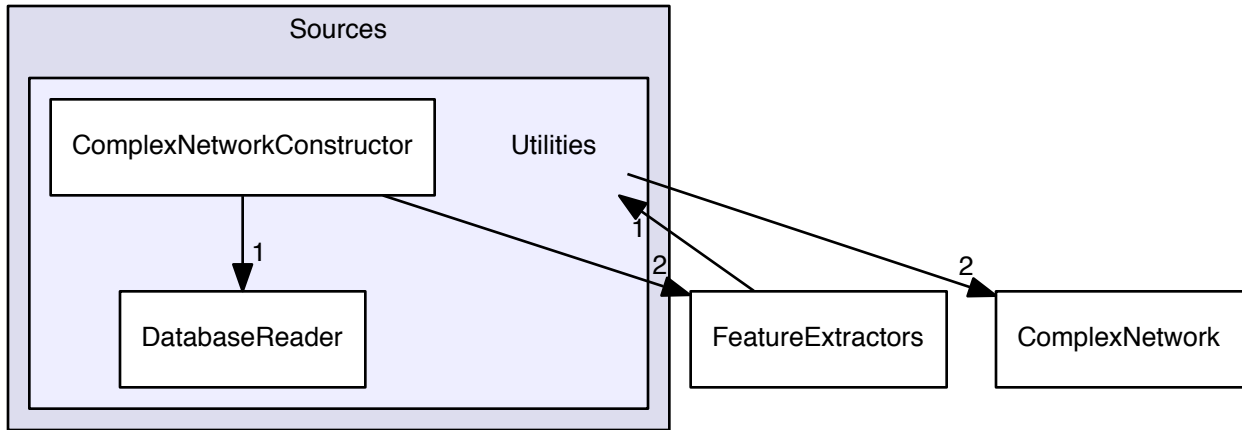 Sources
ComplexNetworkConstructor
Utilities
1
1
2
2
DatabaseReader
FeatureExtractors
ComplexNetwork